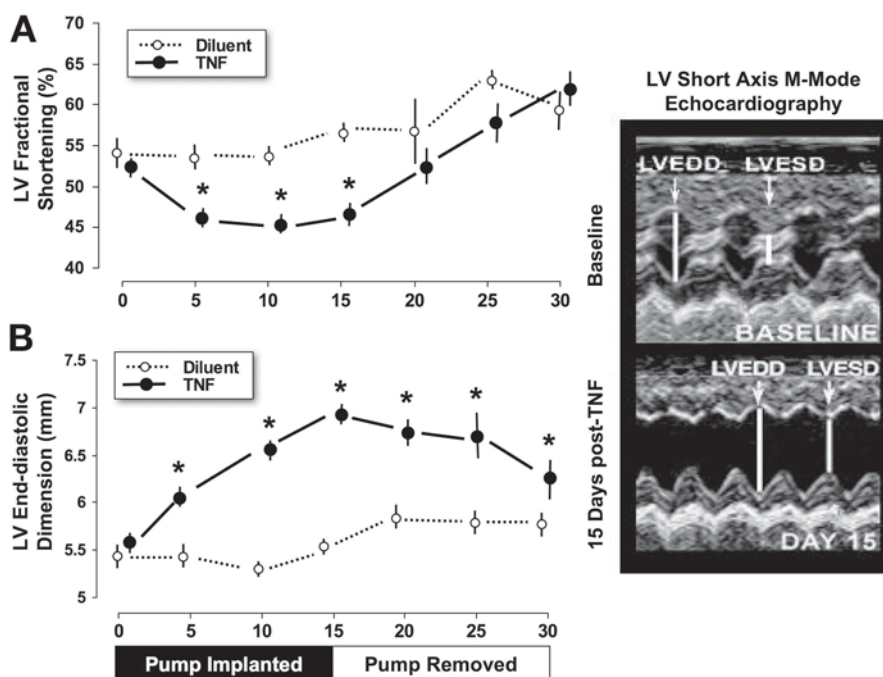 A
Diluent
TNF
LV Fractional
Shortening (%)
65
60
55
50
45
40
*
*
*
0
5
10
15
20
25
30
B
Diluent
TNF
LV End-diastolic
Dimension (mm)
7.5
7
6.5
6
5.5
5
*
*
*
*
*
*
0
5
10
15
20
25
30
Pump Implanted
Pump Removed
LV Short Axis M-Mode
Echocardiography
Baseline
LVEDD
LVESD
BASELINE
15 Days post-TNF
LVEDD
LVESD
DAY 15